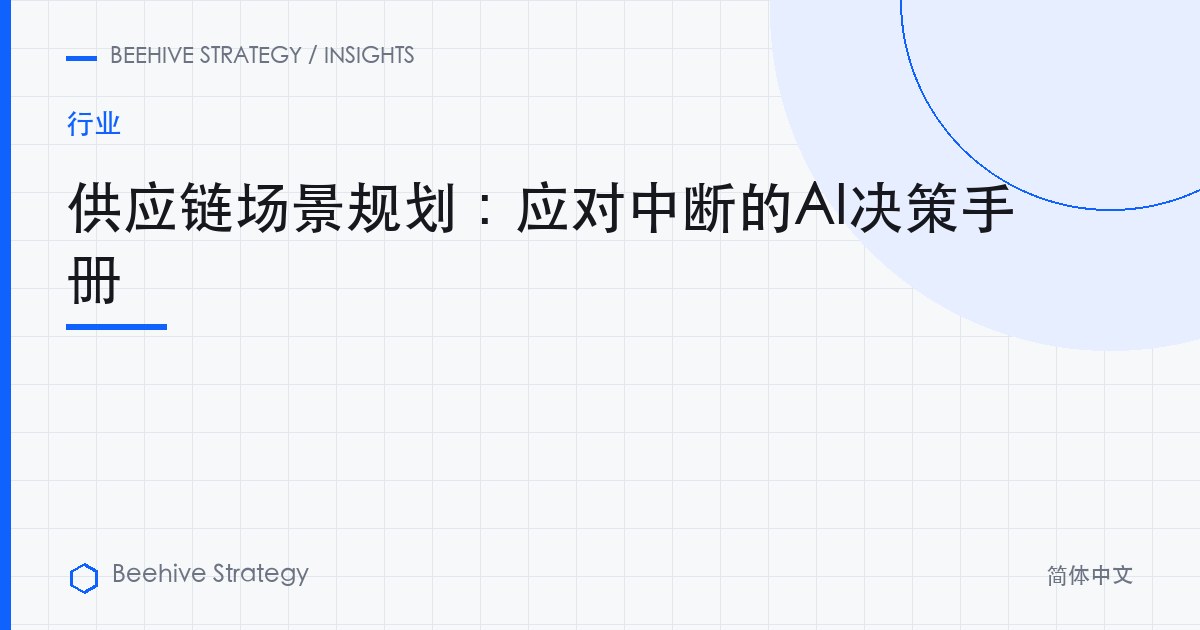 BEEHIVE STRATEGY / INSIGHTS
行业
供应链场景规划：应对中断的AI决策手
册
Beehive Strategy
简体中文